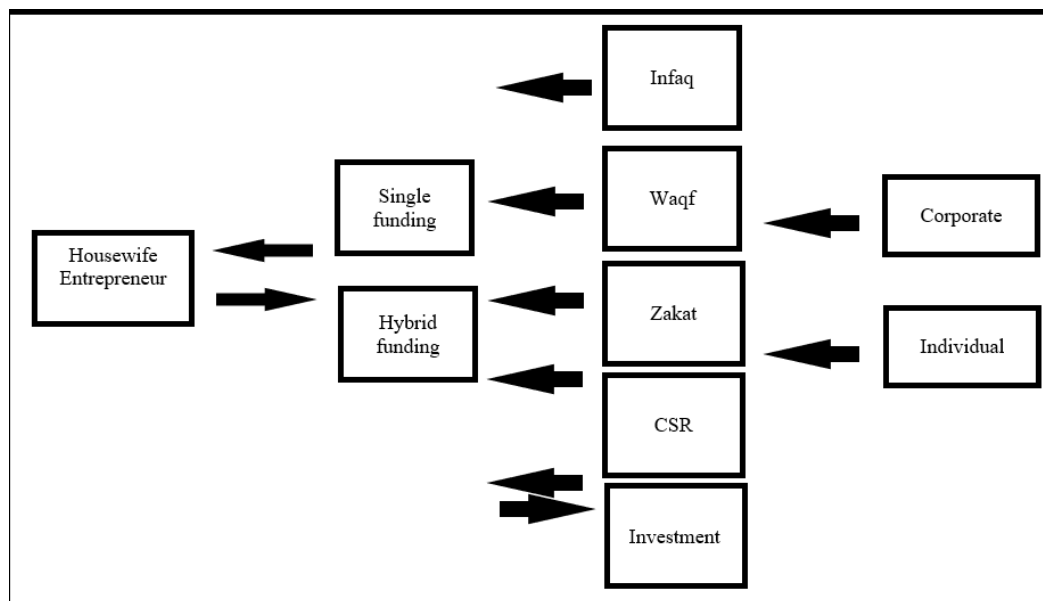 Infaq
Single
funding
Waqf
Corporate
Housewife
Entrepreneur
Hybrid
funding
Zakat
Individual
CSR
Investment